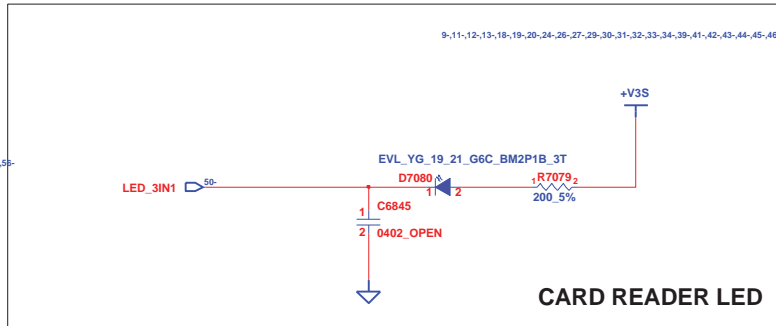 9-,11-,12-,13-,18-,19-,20-,24-,26-,27-,29-,30-,31-,32-,33-,34-,39-,41-,42-,43-,44-,45-,46
+V3S
,56-
EVL_YG_19_21_G6C_BM2P1B_3T
D7080
1 R7079 2
LED_3IN1 50-
1 2
200_5%
C6845
1
2 0402_OPEN
CARD READER LED